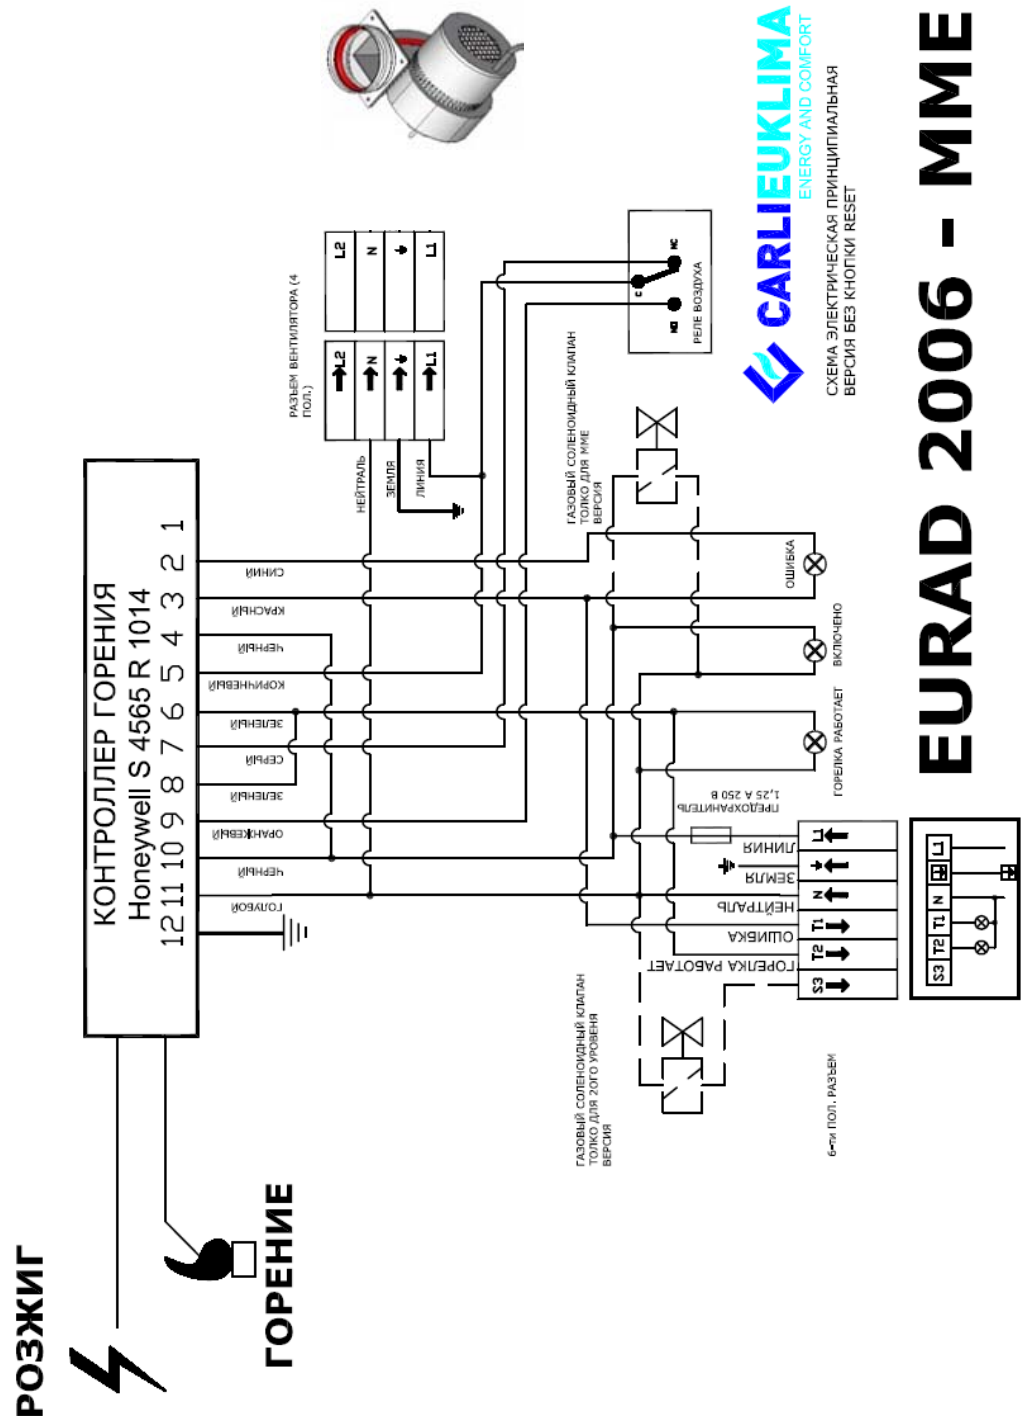 EURAD 2006 - MME
CARLIEUKLIMA
ENERGY AND COMFORT
СХЕМА ЭЛЕКТРИЧЕСКАЯ ПРИНЦИПИАЛЬНАЯ
ВЕРСИЯ БЕЗ КНОПКИ RESET
РОЗЖИГ
ГОРЕНИЕ
КОНТРОЛЛЕР ГОРЕНИЯ
Honeywell S 4565 R 1014
12 11 10 9 8 7 6 5 4 3 2 1
ГОЛУБОЙ
ЧЕРНЫЙ
ОРАНЖЕВЫЙ
ЗЕЛЕНЫЙ
СЕРЫЙ
ЗЕЛЕНЫЙ
КОРИЧНЕВЫЙ
ЧЕРНЫЙ
КРАСНЫЙ
СИНИЙ
РАЗЪЕМ ВЕНТИЛЯТОРА (4
ПОЛ.)
L2 L2
N N
L1 L1
НЕЙТРАЛЬ
ЗЕМЛЯ
ЛИНИЯ
C
NO NC
РЕЛЕ ВОЗДУХА
ГАЗОВЫЙ СОЛЕНОИДНЫЙ КЛАПАН
ТОЛКО ДЛЯ MME
ВЕРСИЯ
ОШИБКА
ВКЛЮЧЕНО
ГОРЕЛКА РАБОТАЕТ
ПРЕДОХРАНИТЕЛЬ
1,25 А 250 В
ЛИНИЯ
ЗЕМЛЯ
НЕЙТРАЛЬ
ОШИБКА
ГОРЕЛКА РАБОТАЕТ
S3 T2 T1 N L1
S3 T2 T1 N L1
ГАЗОВЫЙ СОЛЕНОИДНЫЙ КЛАПАН
ТОЛКО ДЛЯ 2ОГО УРОВЕНЯ
ВЕРСИЯ
6-ти ПОЛ. РАЗЪЕМ